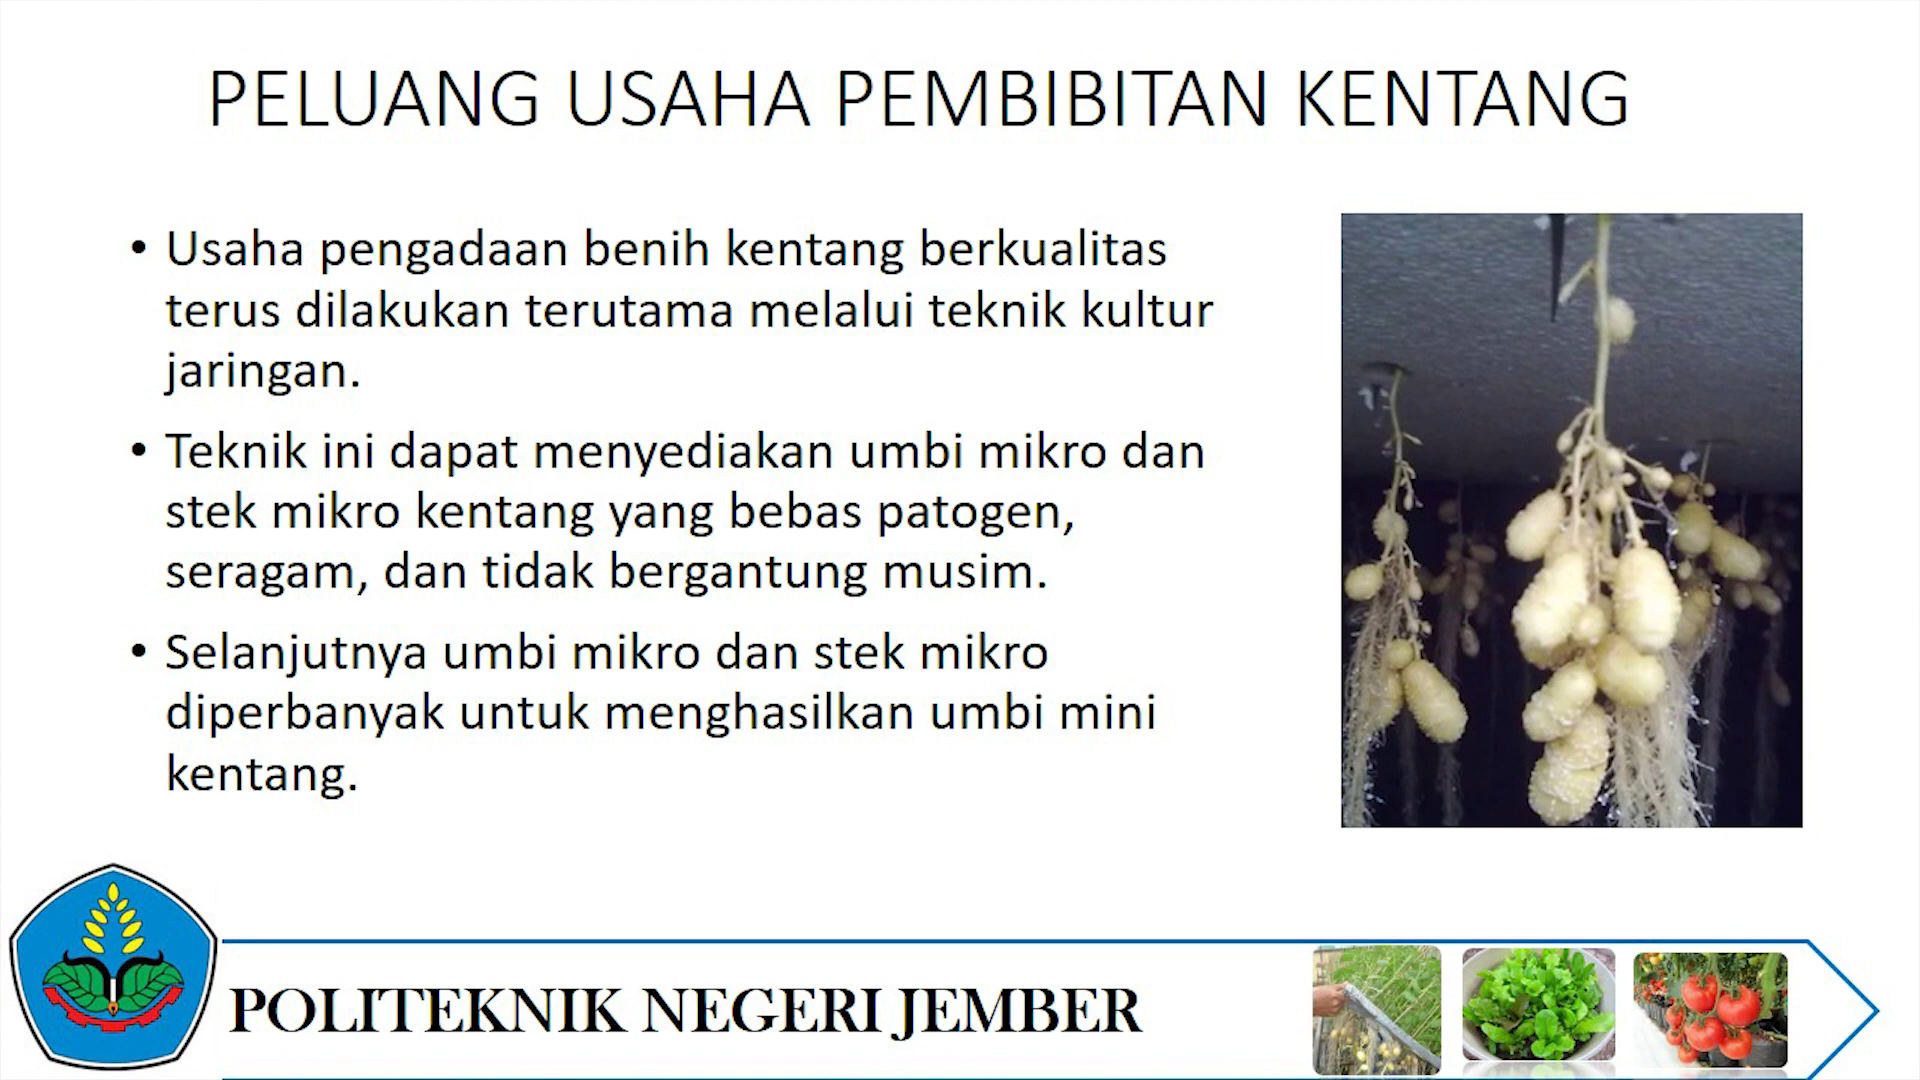 PELUANG USAHA PEMBIBITAN KENTANG
• Usaha pengadaan benih kentang berkualitas
terus dilakukan terutama melalui teknik kultur
jaringan.
• Teknik ini dapat menyediakan umbi mikro dan
stek mikro kentang yang bebas patogen,
seragam, dan tidak bergantung musim.
• Selanjutnya umbi mikro dan stek mikro
diperbanyak untuk menghasilkan umbi mini
kentang.
POLITEKNIK NEGERI JEMBER